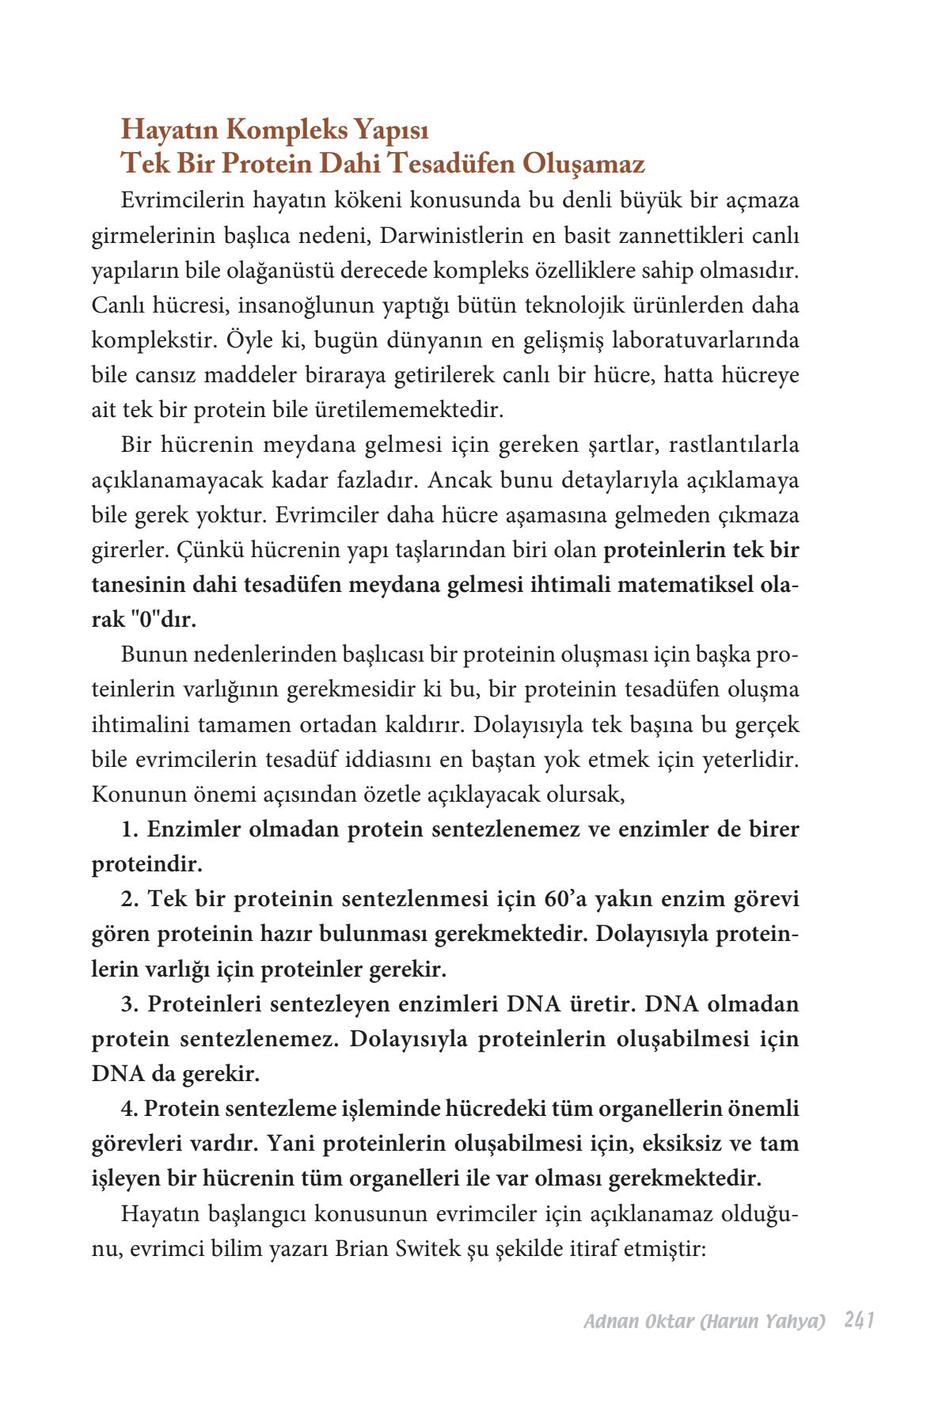 Hayatın Kompleks Yapısı
Tek Bir Protein Dahi Tesadüfen Oluşamaz
Evrimcilerin hayatın kökeni konusunda bu denli büyük bir açmaza
girmelerinin başlıca nedeni, Darwinistlerin en basit zannettikleri canlı
yapıların bile olağanüstü derecede kompleks özelliklere sahip olmasıdır.
Canlı hücresi, insanoğlunun yaptığı bütün teknolojik ürünlerden daha
komplekstir. Öyle ki, bugün dünyanın en gelişmiş laboratuvarlarında
bile cansız maddeler biraraya getirilerek canlı bir hücre, hatta hücreye
ait tek bir protein bile üretilememektedir.
Bir hücrenin meydana gelmesi için gereken şartlar, rastlantılarla
açıklanamayacak kadar fazladır. Ancak bunu detaylarıyla açıklamaya
bile gerek yoktur. Evrimciler daha hücre aşamasına gelmeden çıkmaza
girerler. Çünkü hücrenin yapı taşlarından biri olan proteinlerin tek bir
tanesinin dahi tesadüfen meydana gelmesi ihtimali matematiksel ola-
rak "0"dır.
Bunun nedenlerinden başlıcası bir proteinin oluşması için başka pro-
teinlerin varlığının gerekmesidir ki bu, bir proteinin tesadüfen oluşma
ihtimalini tamamen ortadan kaldırır. Dolayısıyla tek başına bu gerçek
bile evrimcilerin tesadüf iddiasını en baştan yok etmek için yeterlidir.
Konunun önemi açısından özetle açıklayacak olursak,
1. Enzimler olmadan protein sentezlenemez ve enzimler de birer
proteindir.
2. Tek bir proteinin sentezlenmesi için 60’a yakın enzim görevi
gören proteinin hazır bulunması gerekmektedir. Dolayısıyla protein-
lerin varlığı için proteinler gerekir.
3. Proteinleri sentezleyen enzimleri DNA üretir. DNA olmadan
protein sentezlenemez. Dolayısıyla proteinlerin oluşabilmesi için
DNA da gerekir.
4. Protein sentezleme işleminde hücredeki tüm organellerin önemli
görevleri vardır. Yani proteinlerin oluşabilmesi için, eksiksiz ve tam
işleyen bir hücrenin tüm organelleri ile var olması gerekmektedir.
Hayatın başlangıcı konusunun evrimciler için açıklanamaz olduğu-
nu, evrimci bilim yazarı Brian Switek şu şekilde itiraf etmiştir:
Adnan Oktar (Harun Yahya) 241